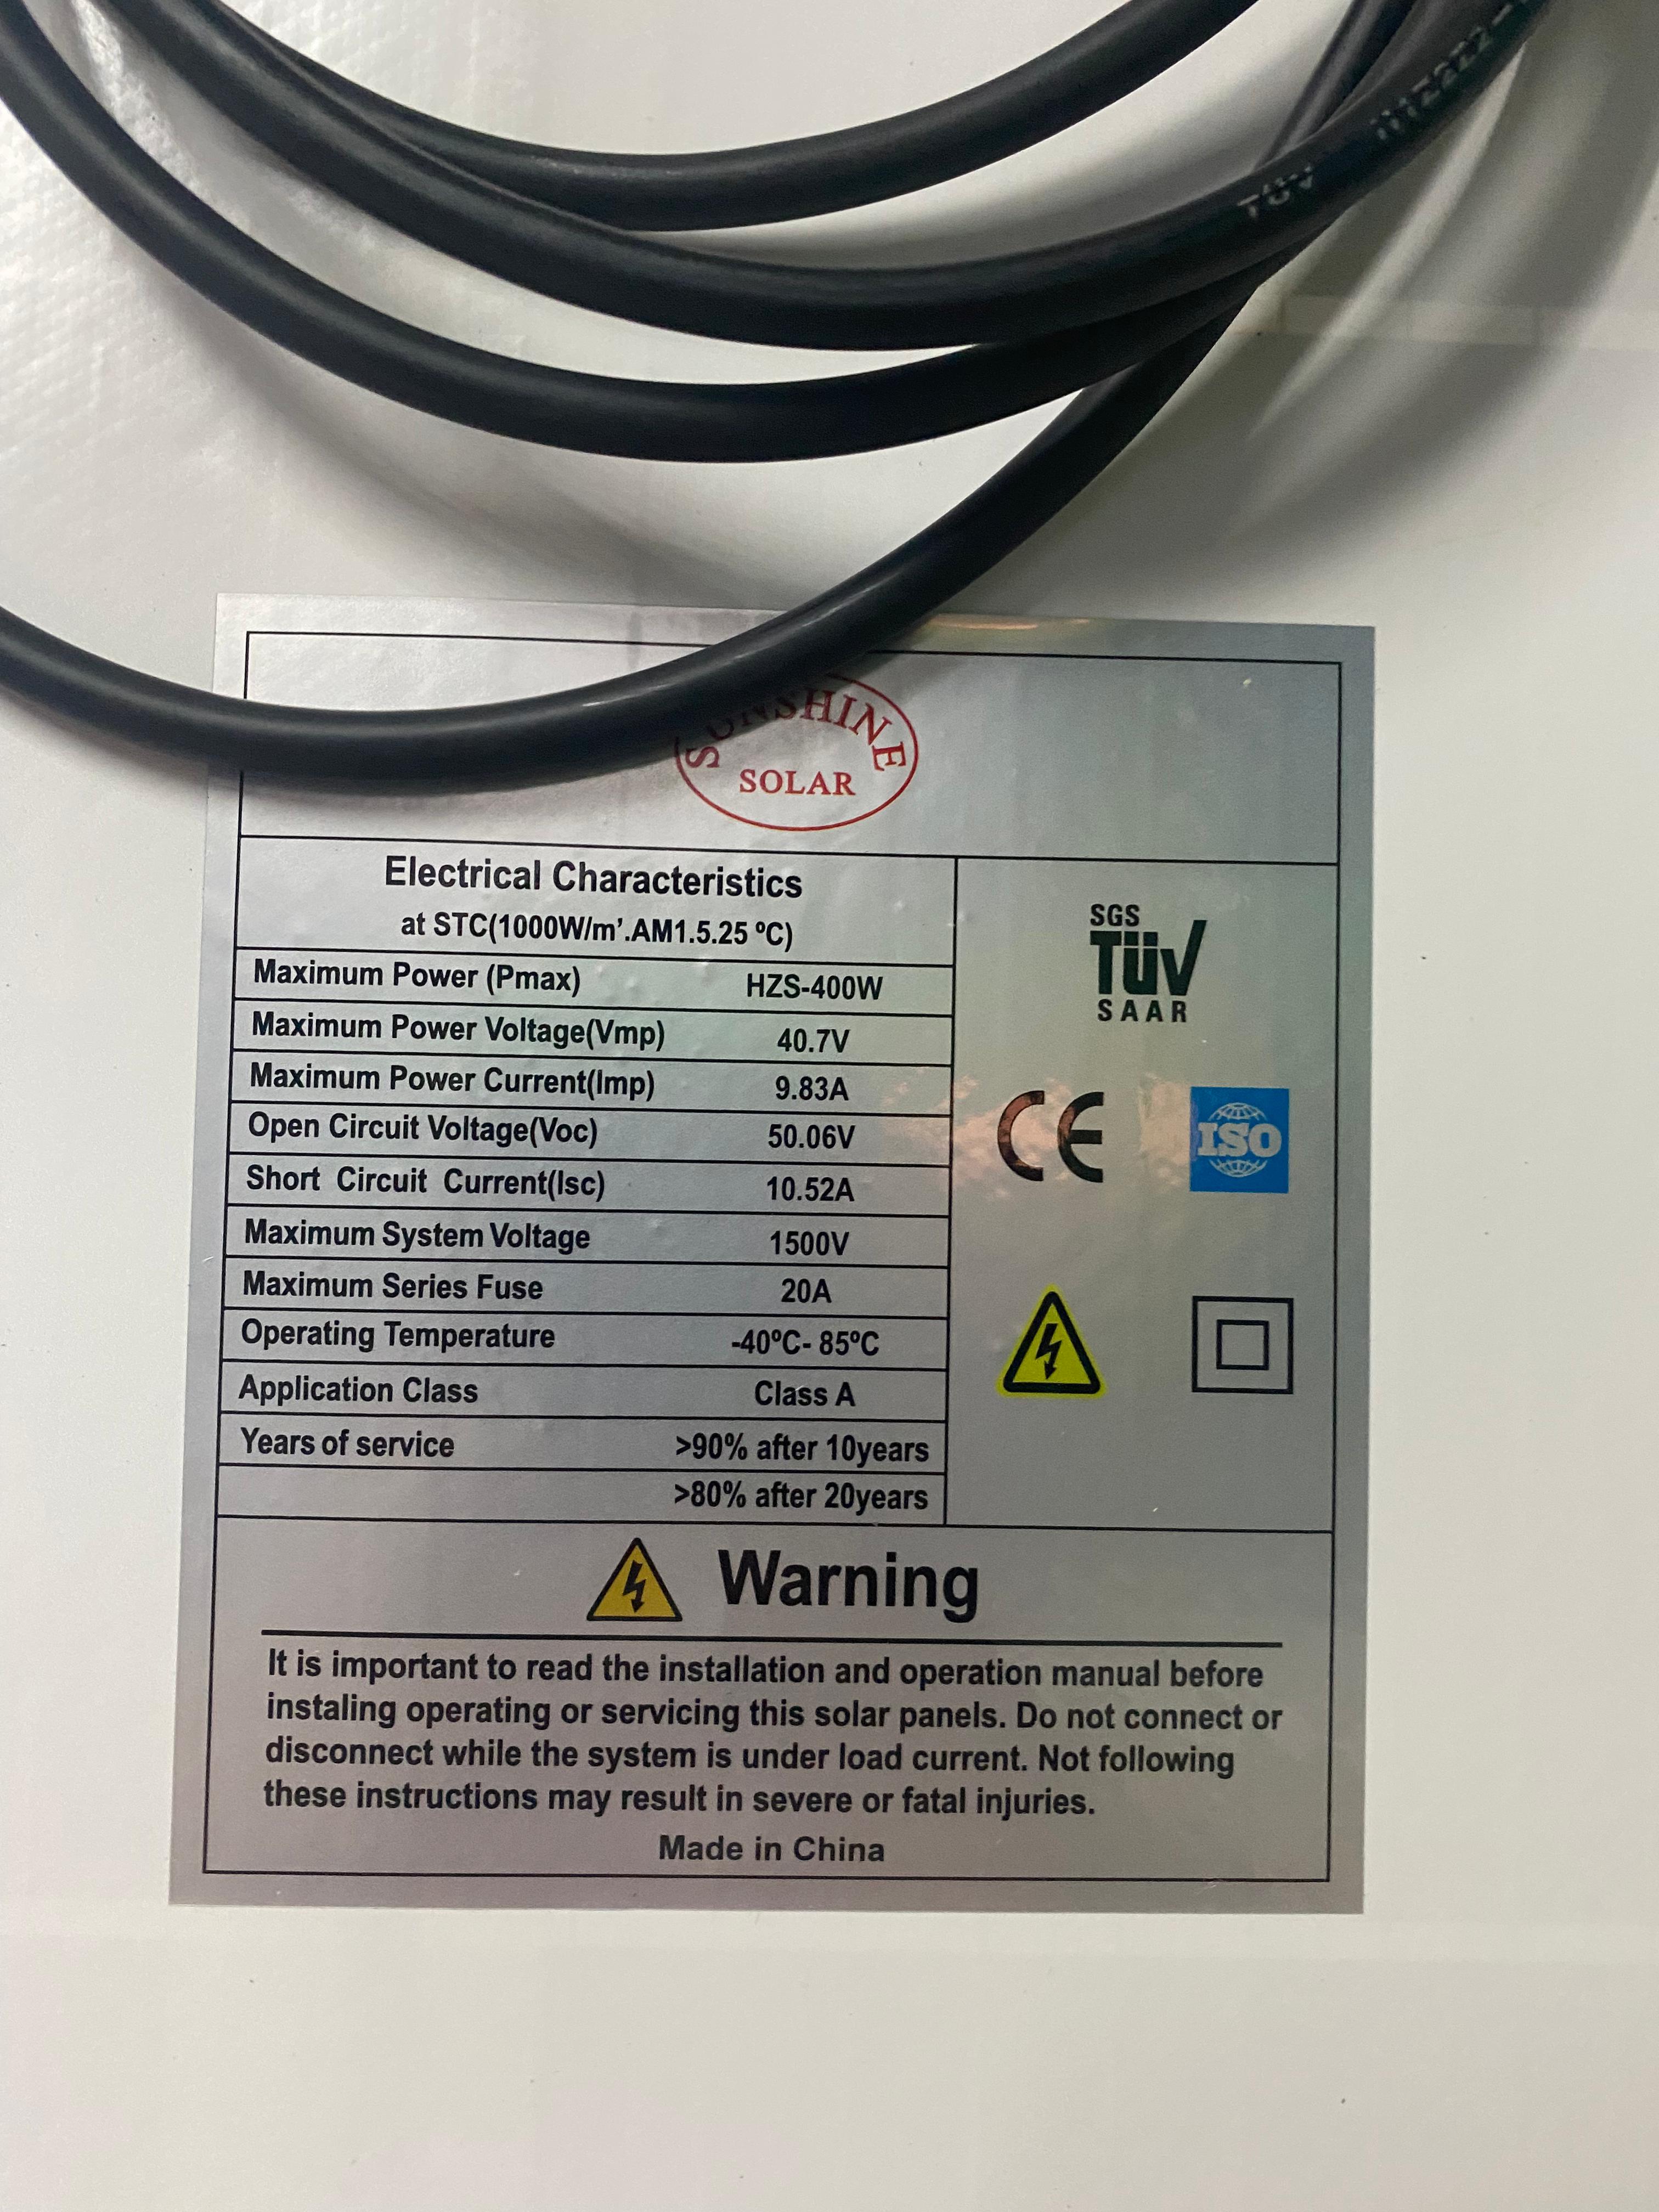 TÜV
SUNSHINE
SOLAR
Electrical Characteristics
at STC(1000W/m’.AM1.5.25 ºC)
Maximum Power (Pmax) HZS-400W
Maximum Power Voltage(Vmp) 40.7V
Maximum Power Current(Imp) 9.83A
Open Circuit Voltage(Voc) 50.06V
Short Circuit Current(Isc) 10.52A
Maximum System Voltage 1500V
Maximum Series Fuse 20A
Operating Temperature -40ºC- 85ºC
Application Class Class A
Years of service >90% after 10years
>80% after 20years
SGS
TÜV
SAAR
CE
ISO
Warning
It is important to read the installation and operation manual before
instaling operating or servicing this solar panels. Do not connect or
disconnect while the system is under load current. Not following
these instructions may result in severe or fatal injuries.
Made in China